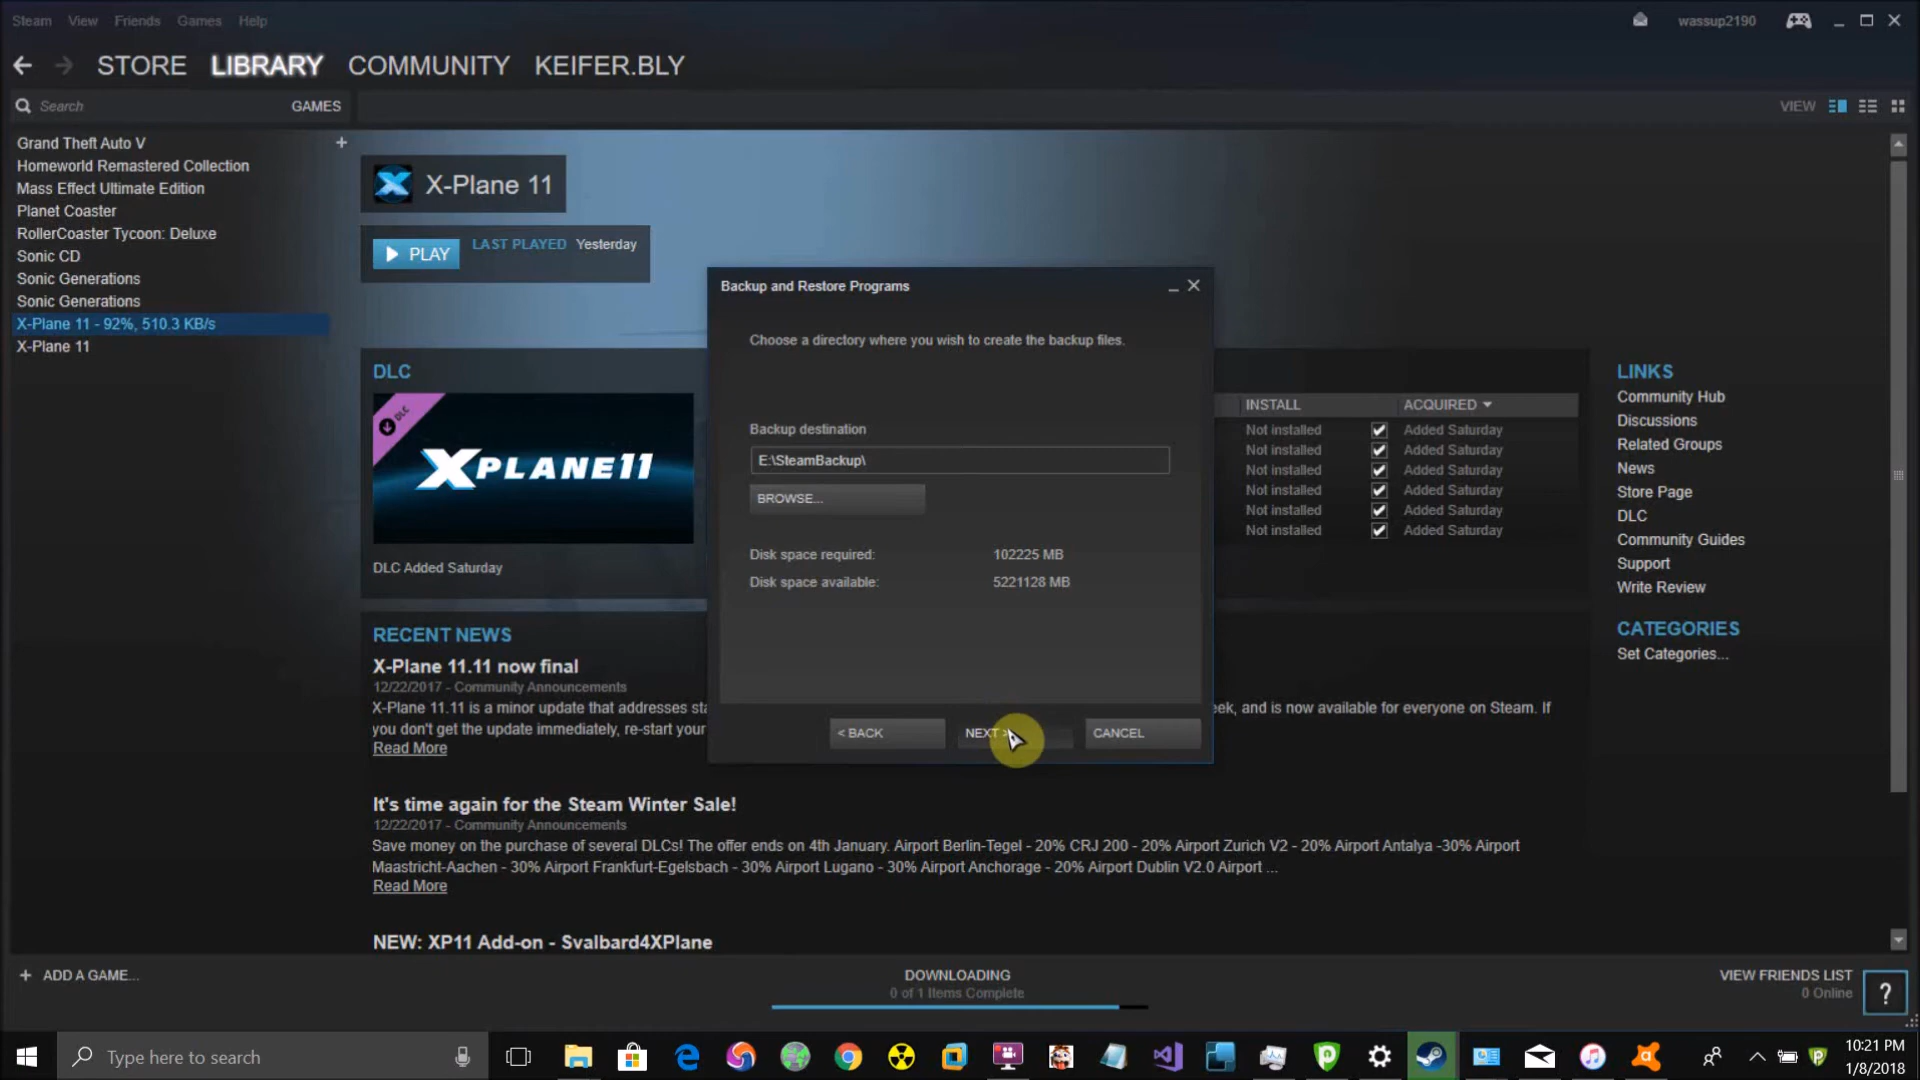 Steam View Friends Games Help
wassup2190
STORE LIBRARY COMMUNITY KEIFER.BLY
Search GAMES
VIEW
Grand Theft Auto V
Homeworld Remastered Collection
Mass Effect Ultimate Edition
Planet Coaster
RollerCoaster Tycoon: Deluxe
Sonic CD
Sonic Generations
Sonic Generations
X-Plane 11 - 92%, 510.3 KB/s
X-Plane 11
X-Plane 11
PLAY
LAST PLAYED Yesterday
DLC
DLC
X PLANE 11
DLC Added Saturday
Backup and Restore Programs
Choose a directory where you wish to create the backup files.
Backup destination
E:\SteamBackup\
BROWSE...
Disk space required: 102225 MB
Disk space available: 5221128 MB
< BACK
NEXT >
CANCEL
INSTALL ACQUIRED
Not installed Added Saturday
Not installed Added Saturday
Not installed Added Saturday
Not installed Added Saturday
Not installed Added Saturday
Not installed Added Saturday
LINKS
Community Hub
Discussions
Related Groups
News
Store Page
DLC
Community Guides
Support
Write Review
CATEGORIES
Set Categories...
RECENT NEWS
X-Plane 11.11 now final
12/22/2017 - Community Announcements
X-Plane 11.11 is a minor update that addresses sta eek, and is now available for everyone on Steam. If
you don't get the update immediately, re-start your
Read More
It's time again for the Steam Winter Sale!
12/22/2017 - Community Announcements
Save money on the purchase of several DLCs! The offer ends on 4th January. Airport Berlin-Tegel - 20% CRJ 200 - 20% Airport Zurich V2 - 20% Airport Antalya -30% Airport
Maastricht-Aachen - 30% Airport Frankfurt-Egelsbach - 30% Airport Lugano - 30% Airport Anchorage - 20% Airport Dublin V2.0 Airport ...
Read More
NEW: XP11 Add-on - Svalbard4XPlane
+ ADD A GAME...
DOWNLOADING
0 of 1 Items Complete
VIEW FRIENDS LIST
0 Online
?
Type here to search
10:21 PM
1/8/2018